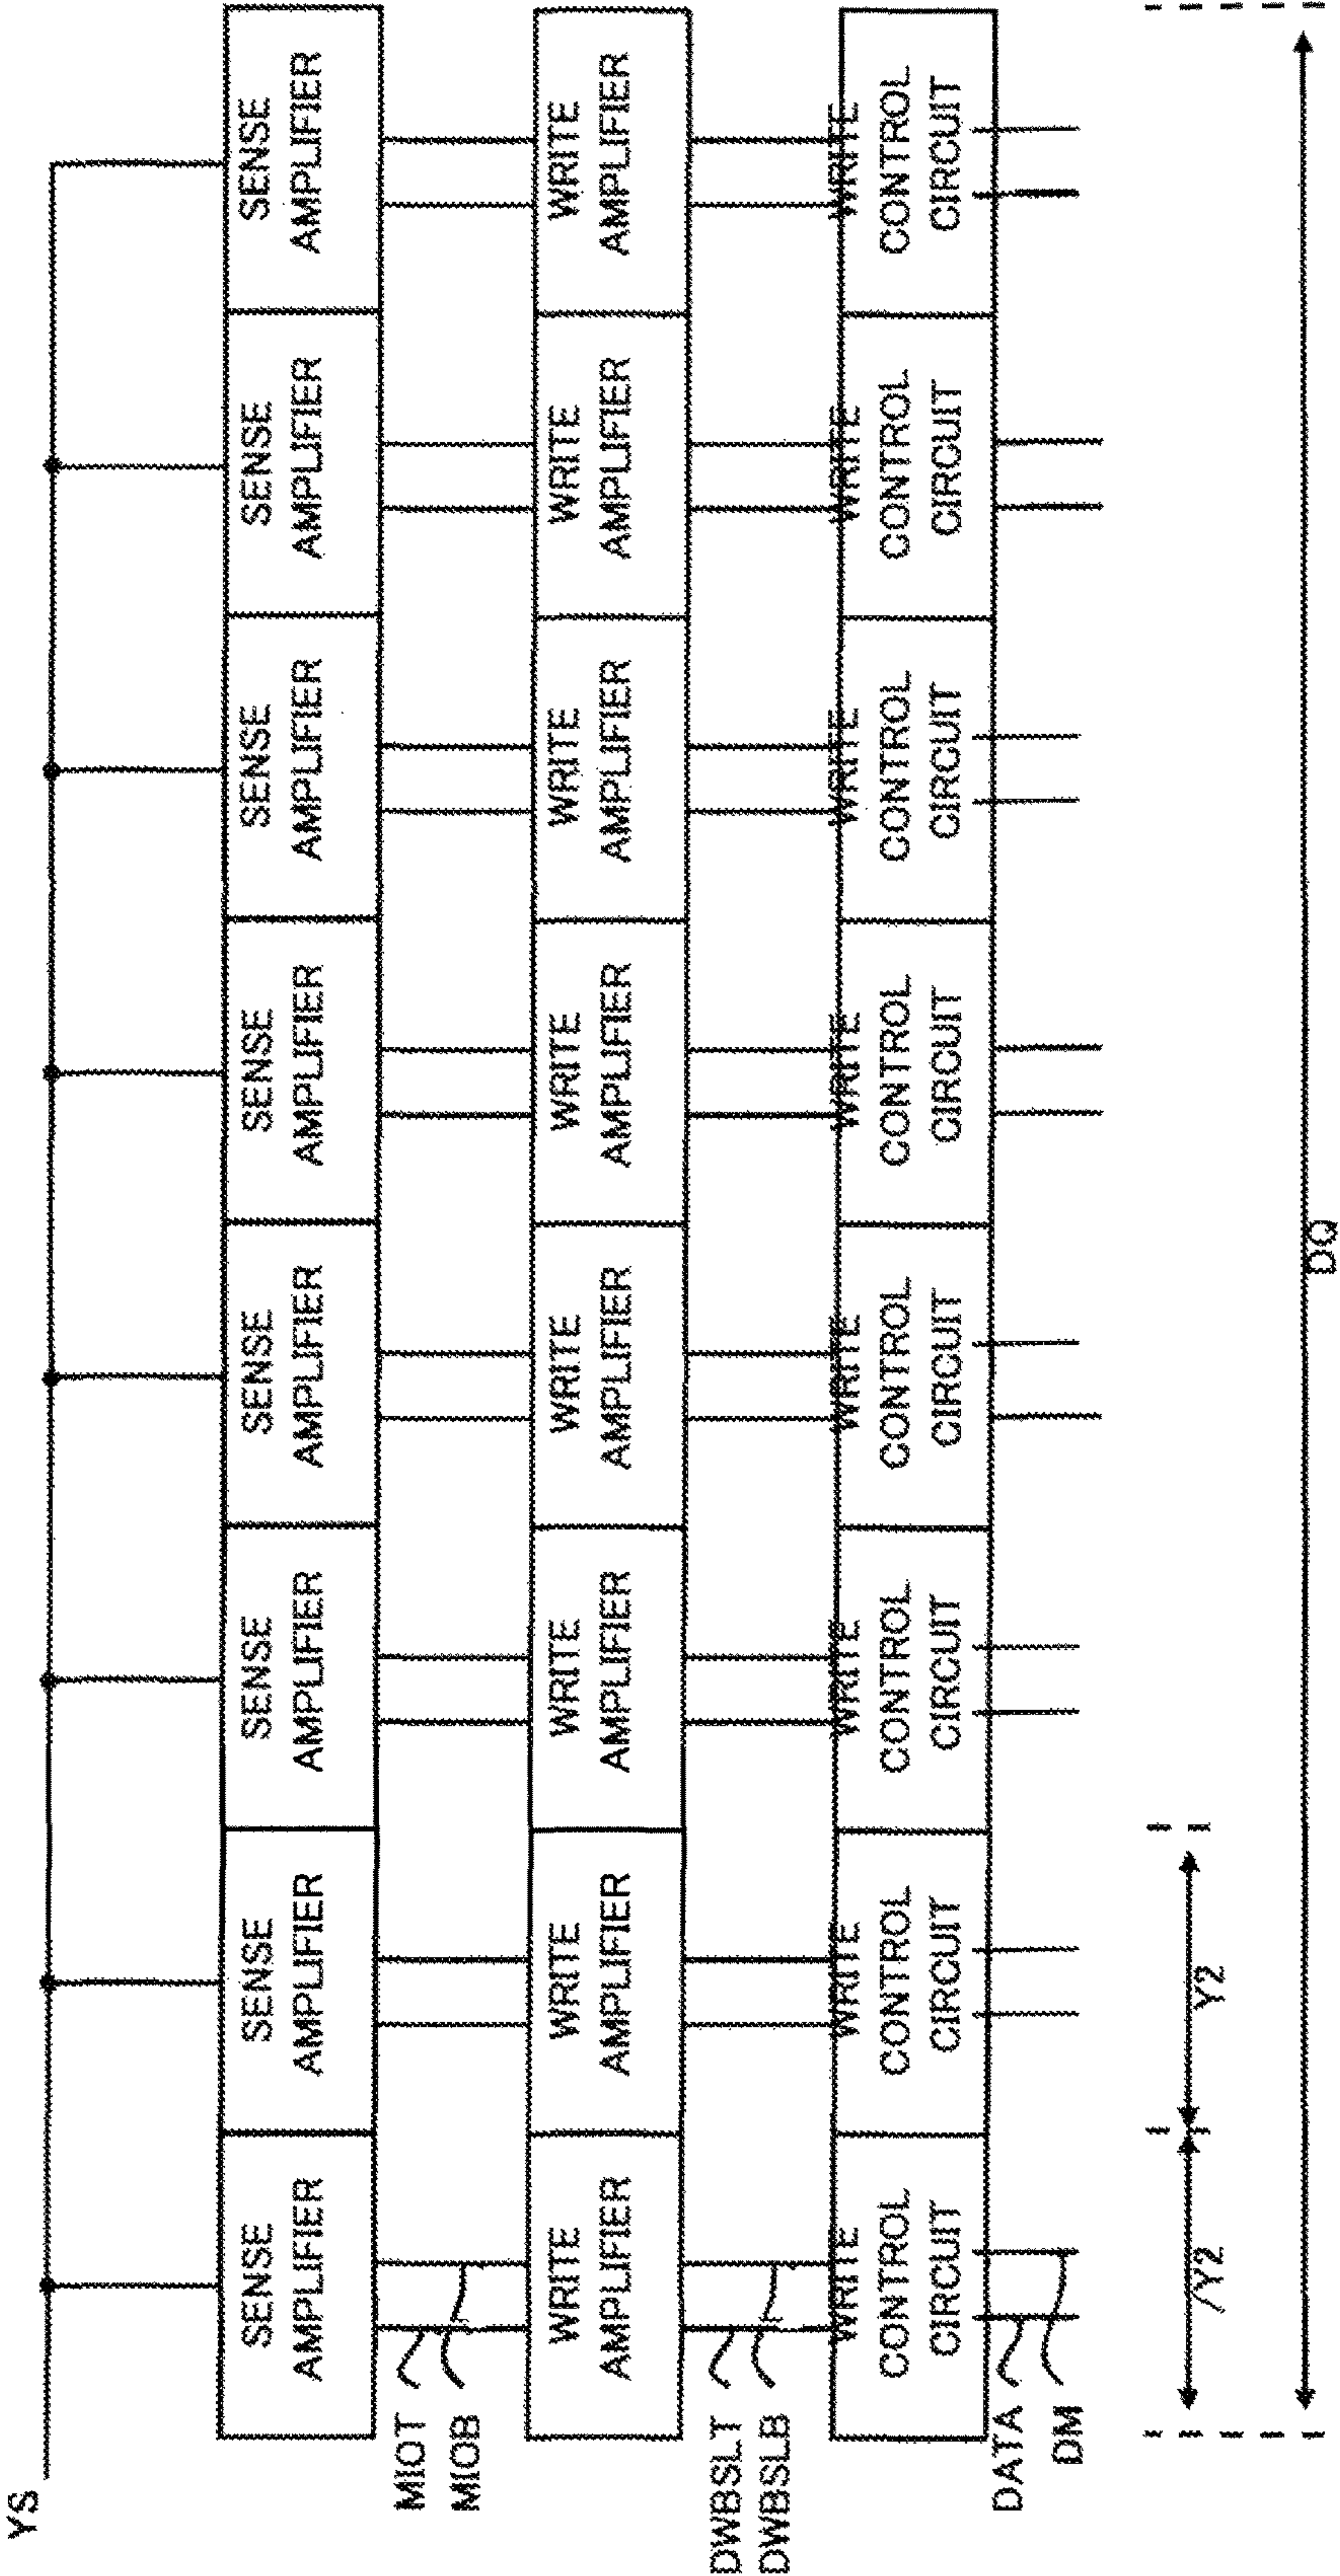 YS
SENSE
AMPLIFIER
SENSE
AMPLIFIER
SENSE
AMPLIFIER
SENSE
AMPLIFIER
SENSE
AMPLIFIER
SENSE
AMPLIFIER
SENSE
AMPLIFIER
SENSE
AMPLIFIER
MIOT
MIOB
WRITE
AMPLIFIER
WRITE
AMPLIFIER
WRITE
AMPLIFIER
WRITE
AMPLIFIER
WRITE
AMPLIFIER
WRITE
AMPLIFIER
WRITE
AMPLIFIER
WRITE
AMPLIFIER
DWBSLT
DWBSLB
WRITE
CONTROL
CIRCUIT
WRITE
CONTROL
CIRCUIT
WRITE
CONTROL
CIRCUIT
WRITE
CONTROL
CIRCUIT
WRITE
CONTROL
CIRCUIT
WRITE
CONTROL
CIRCUIT
WRITE
CONTROL
CIRCUIT
WRITE
CONTROL
CIRCUIT
DATA
DM
/Y2
Y2
DQ